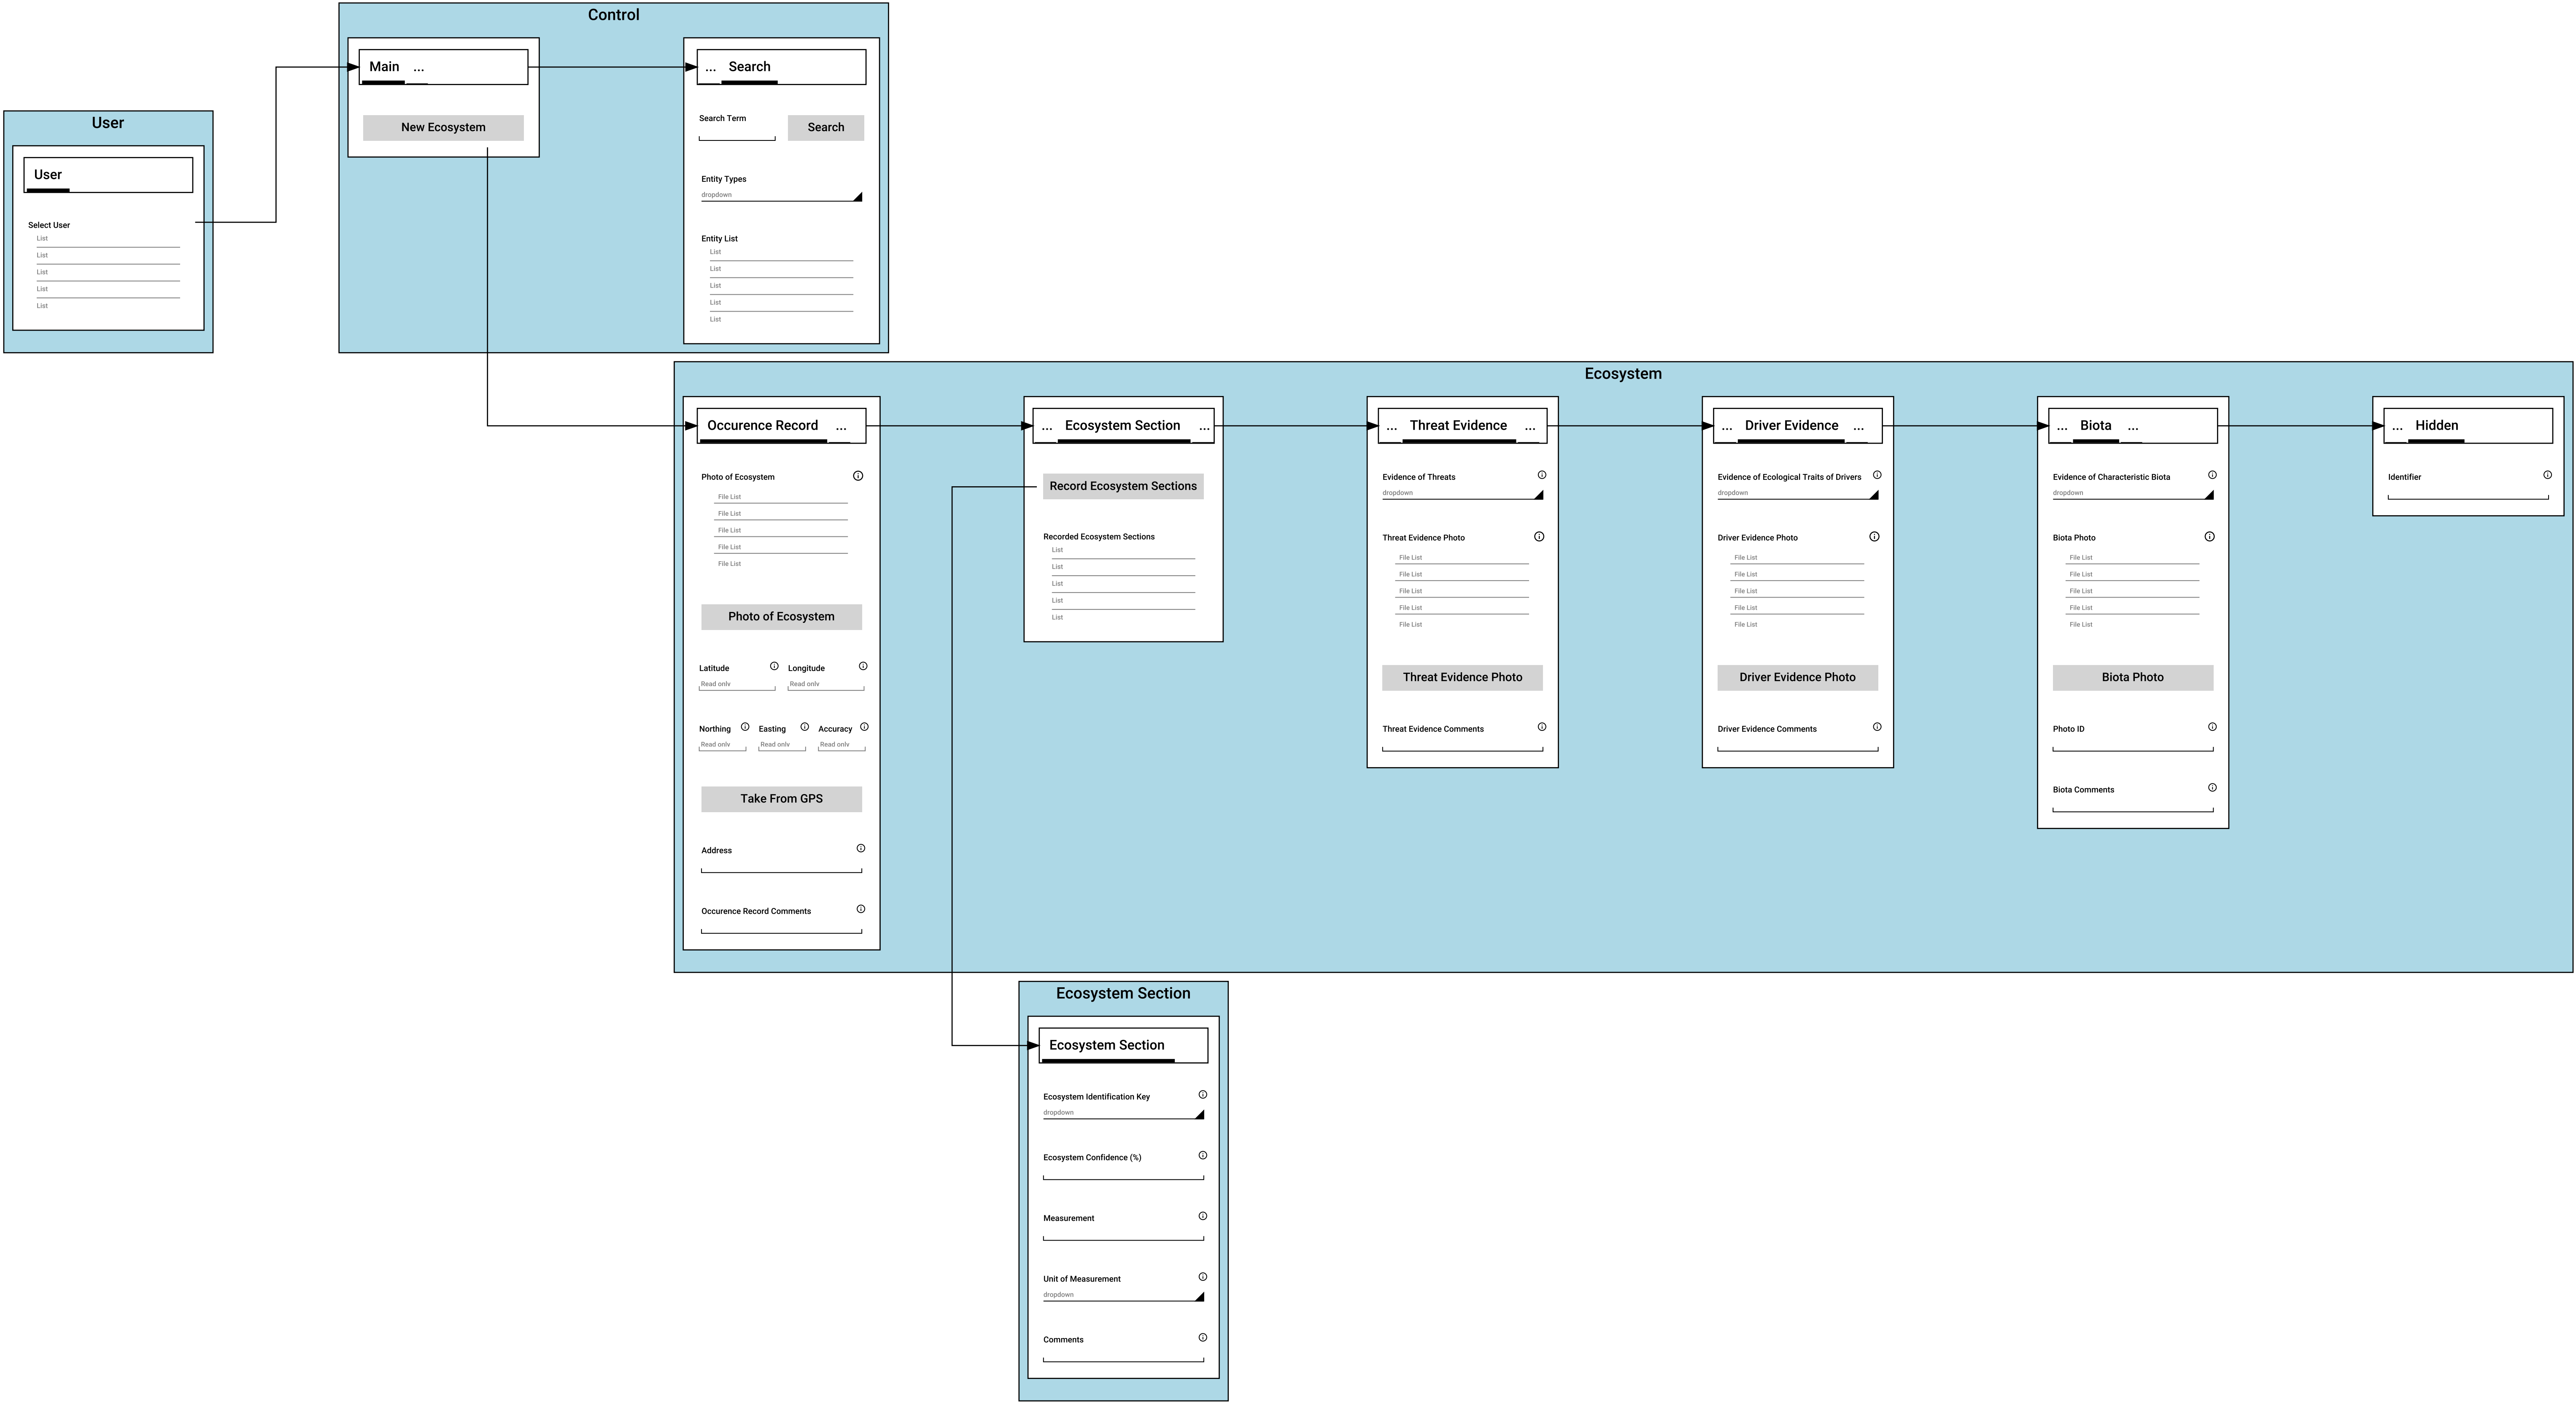 Control
Main ...
New Ecosystem
... Search
Search Term
Search
Entity Types
dropdown
Entity List
List
List
List
List
List
User
User
Select User
List
List
List
List
List
Ecosystem
Occurence Record ...
Photo of Ecosystem
File List
File List
File List
File List
File List
Photo of Ecosystem
Latitude Longitude
Read only Read only
Northing Easting Accuracy
Read only Read only Read only
Take From GPS
Address
Occurence Record Comments
... Ecosystem Section ...
Record Ecosystem Sections
Recorded Ecosystem Sections
List
List
List
List
List
... Threat Evidence ...
Evidence of Threats
dropdown
Threat Evidence Photo
File List
File List
File List
File List
File List
Threat Evidence Photo
Threat Evidence Comments
... Driver Evidence ...
Evidence of Ecological Traits of Drivers
dropdown
Driver Evidence Photo
File List
File List
File List
File List
File List
Driver Evidence Photo
Driver Evidence Comments
... Biota ...
Evidence of Characteristic Biota
dropdown
Biota Photo
File List
File List
File List
File List
File List
Biota Photo
Photo ID
Biota Comments
... Hidden
Identifier
Ecosystem Section
Ecosystem Section
Ecosystem Identification Key
dropdown
Ecosystem Confidence (%)
Measurement
Unit of Measurement
dropdown
Comments